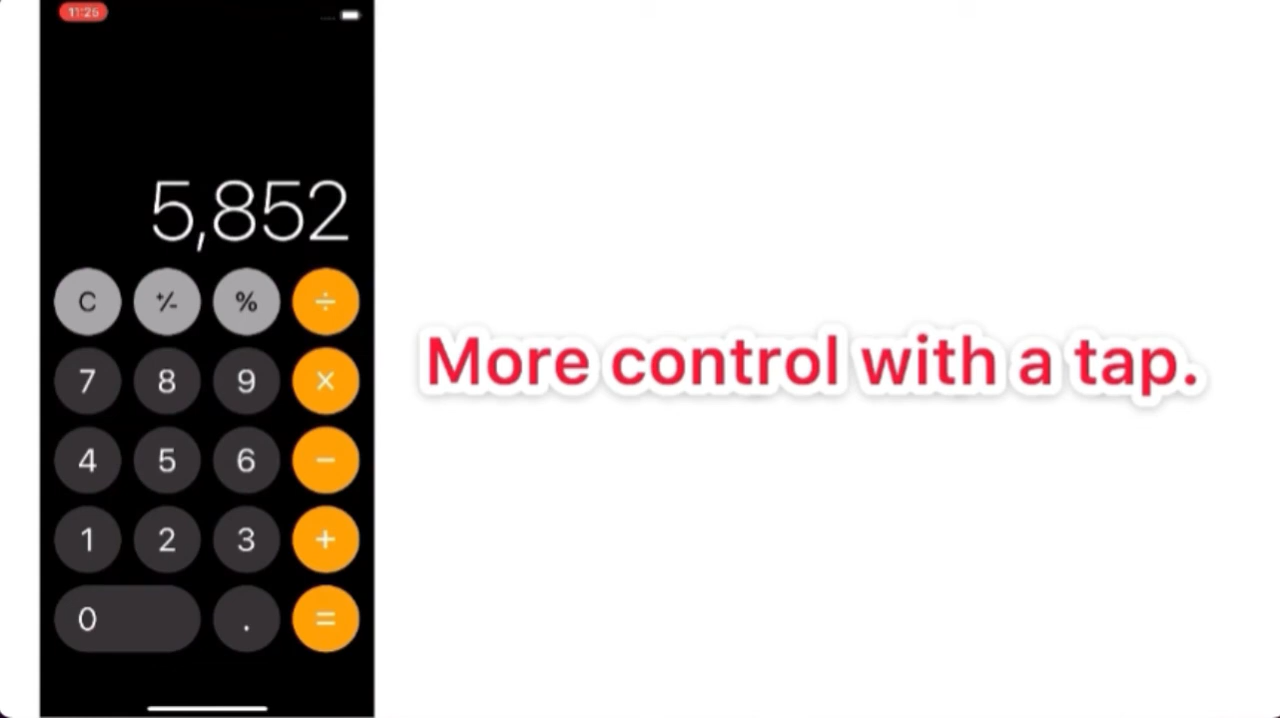 11:26
5,852
C +/- % ÷
7 8 9 ×
4 5 6 −
1 2 3 +
0 . =
More control with a tap.